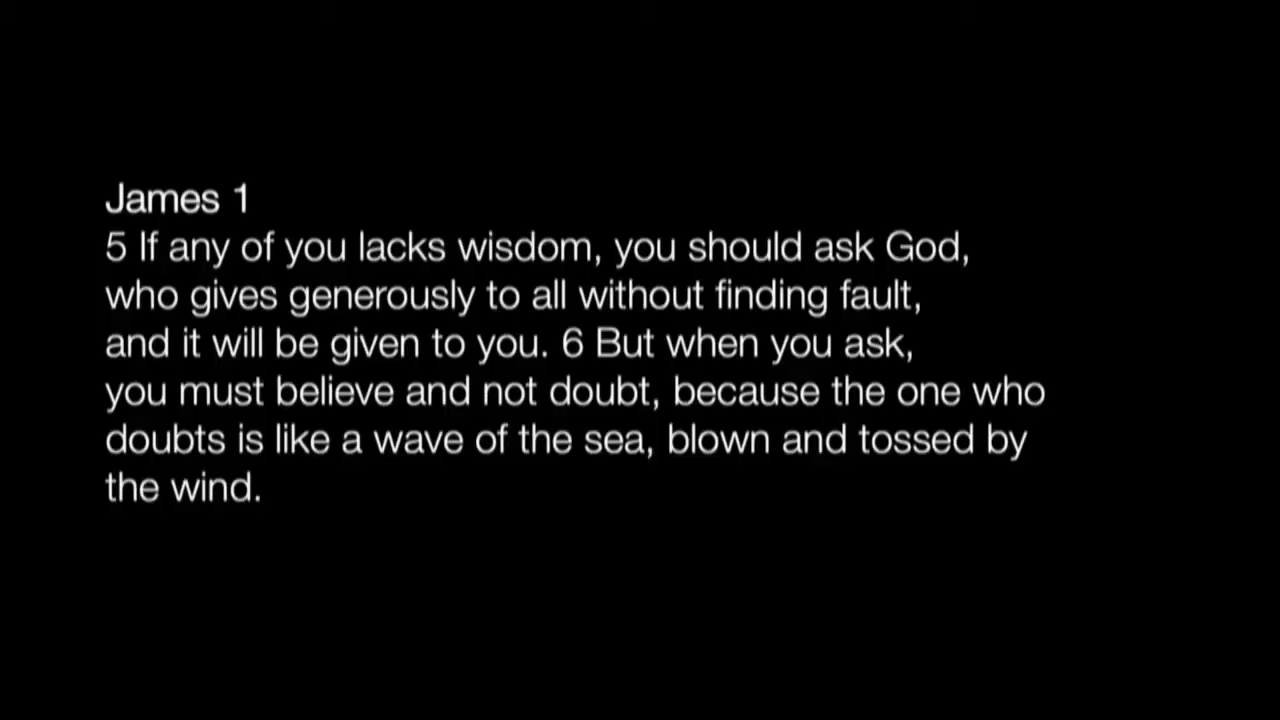 James 1
5 If any of you lacks wisdom, you should ask God,
who gives generously to all without finding fault,
and it will be given to you. 6 But when you ask,
you must believe and not doubt, because the one who
doubts is like a wave of the sea, blown and tossed by
the wind.